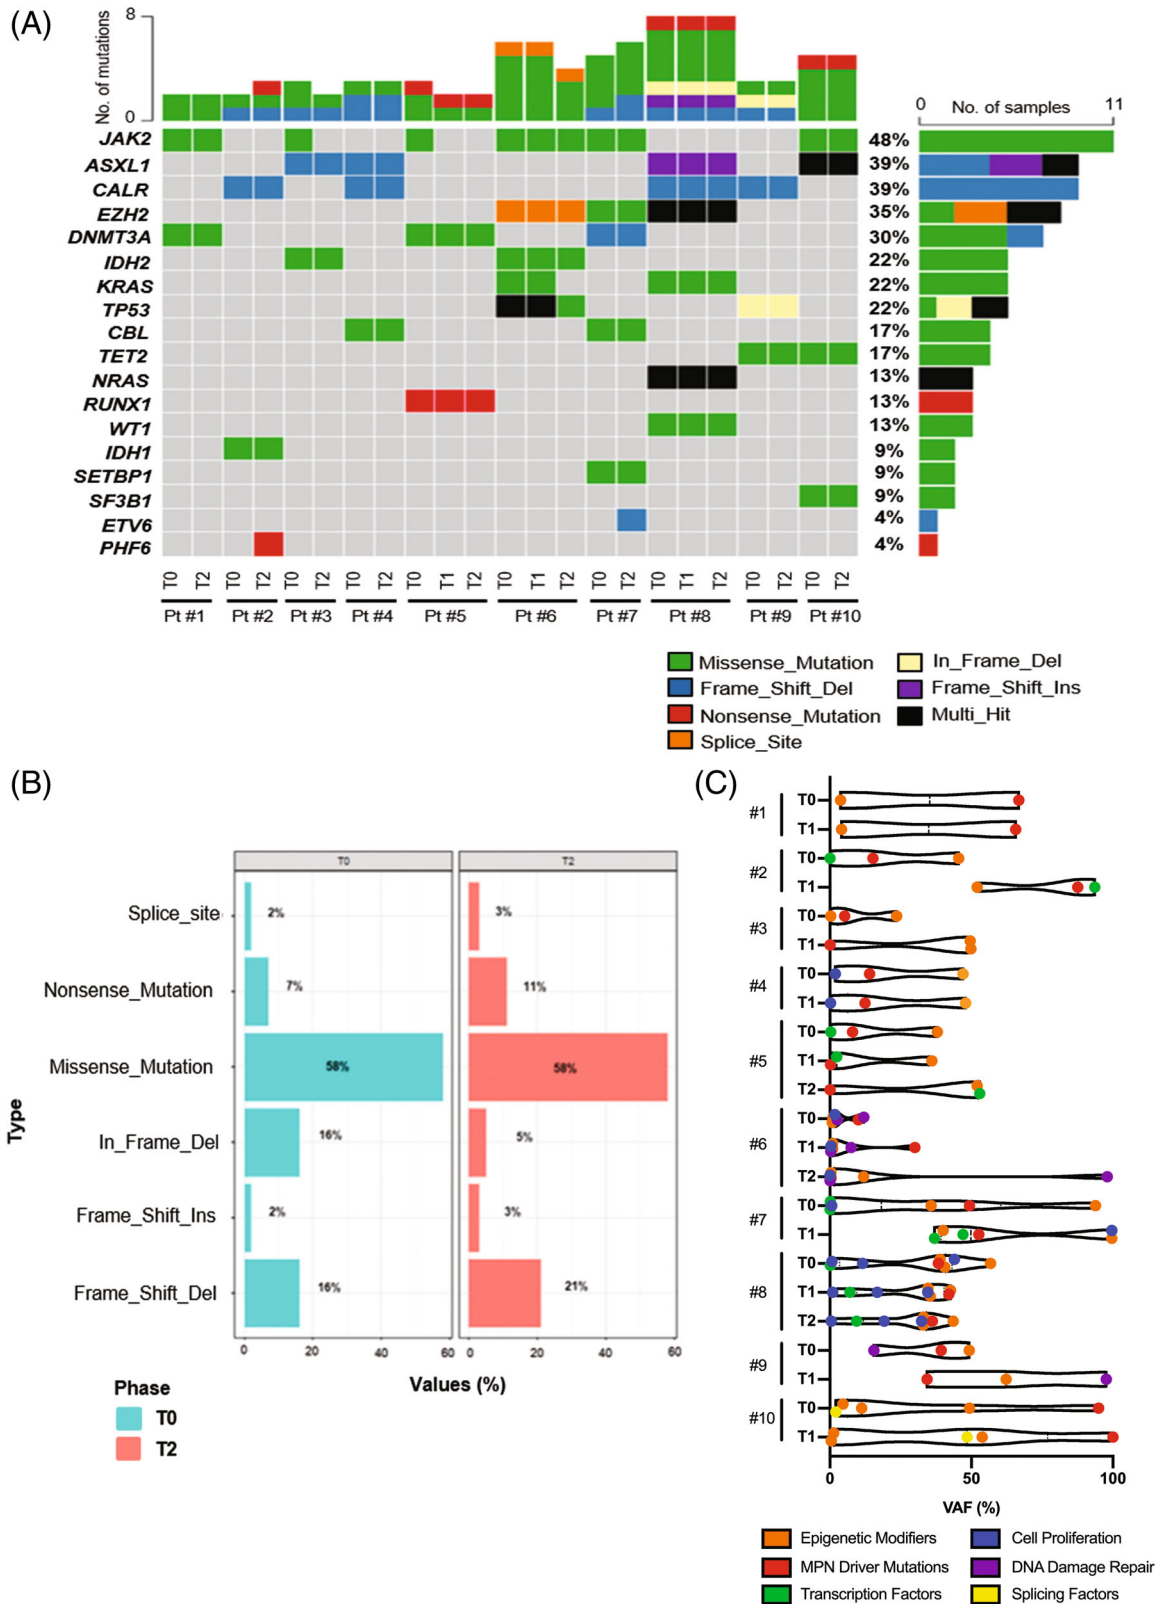 (A)
8
No. of mutations
0
0 No. of samples 11
JAK2 48%
ASXL1 39%
CALR 39%
EZH2 35%
DNMT3A 30%
IDH2 22%
KRAS 22%
TP53 22%
CBL 17%
TET2 17%
NRAS 13%
RUNX1 13%
WT1 13%
IDH1 9%
SETBP1 9%
SF3B1 9%
ETV6 4%
PHF6 4%
T0 T2 T0 T2 T0 T2 T0 T2 T0 T1 T2 T0 T1 T2 T0 T2 T0 T1 T2 T0 T2 T0 T2
Pt #1 Pt #2 Pt #3 Pt #4 Pt #5 Pt #6 Pt #7 Pt #8 Pt #9 Pt #10
Missense_Mutation In_Frame_Del
Frame_Shift_Del Frame_Shift_Ins
Nonsense_Mutation Multi_Hit
Splice_Site
(B)
T0 T2
Splice_site 2% 3%
Nonsense_Mutation 7% 11%
Missense_Mutation 58% 58%
In_Frame_Del 16% 5%
Frame_Shift_Ins 2% 3%
Frame_Shift_Del 16% 21%
Type
0 20 40 60 0 20 40 60
Values (%)
Phase
T0
T2
(C)
#1 T0
T1
#2 T0
T1
#3 T0
T1
#4 T0
T1
#5 T0
T1
T2
#6 T0
T1
T2
#7 T0
T1
#8 T0
T1
T2
#9 T0
T1
#10 T0
T1
0 50 100
VAF (%)
Epigenetic Modifiers Cell Proliferation
MPN Driver Mutations DNA Damage Repair
Transcription Factors Splicing Factors